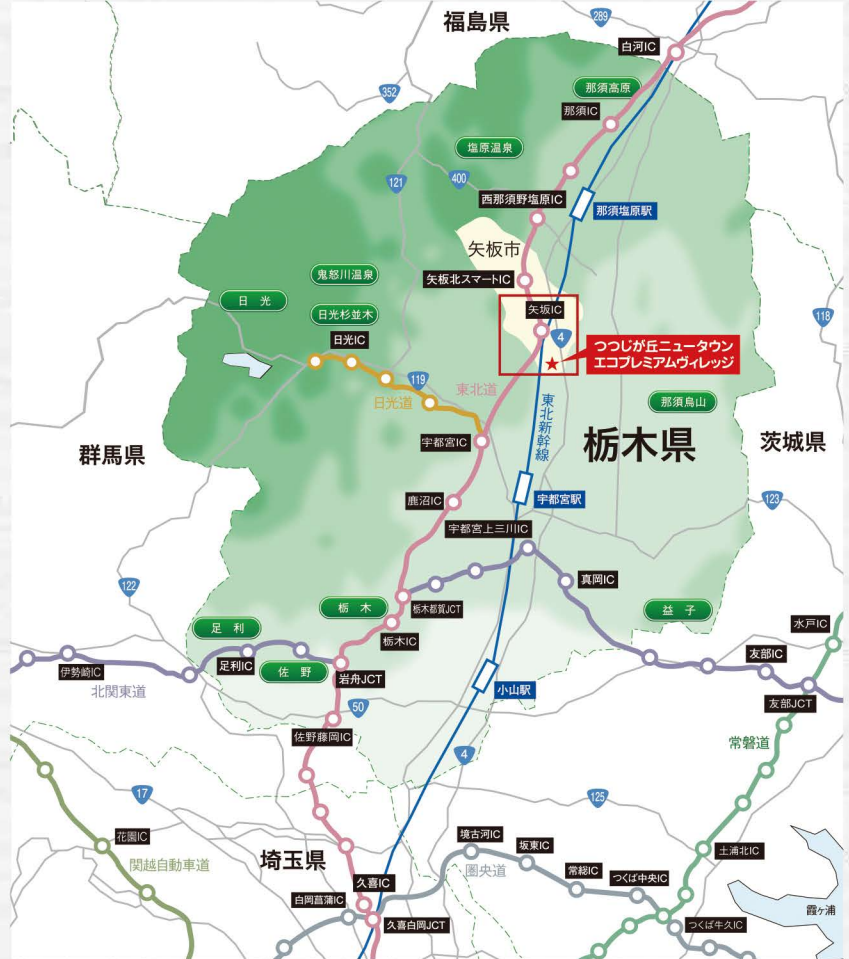 福島県
289
白河IC
352
那須高原
那須IC
塩原温泉
121
400
西那須野塩原IC
那須塩原駅
矢板市
鬼怒川温泉
矢板北スマートIC
日光
日光杉並木
矢坂IC
118
日光IC
4
つつじが丘ニュータウン
エコプレミアムヴィレッジ
119
日光道
東北道
東北新幹線
那須烏山
宇都宮IC
栃木県
群馬県
茨城県
鹿沼IC
宇都宮駅
123
宇都宮上三川IC
122
真岡IC
栃木
栃木都賀JCT
益子
足利
栃木IC
水戸IC
伊勢崎IC
足利IC
佐野
岩舟JCT
友部IC
北関東道
小山駅
友部JCT
50
佐野藤岡IC
常磐道
4
17
125
花園IC
境古河IC
坂東IC
土浦北IC
関越自動車道
埼玉県
圏央道
常総IC
つくば中央IC
久喜IC
白岡菖蒲IC
久喜白岡JCT
つくば牛久IC
霞ヶ浦